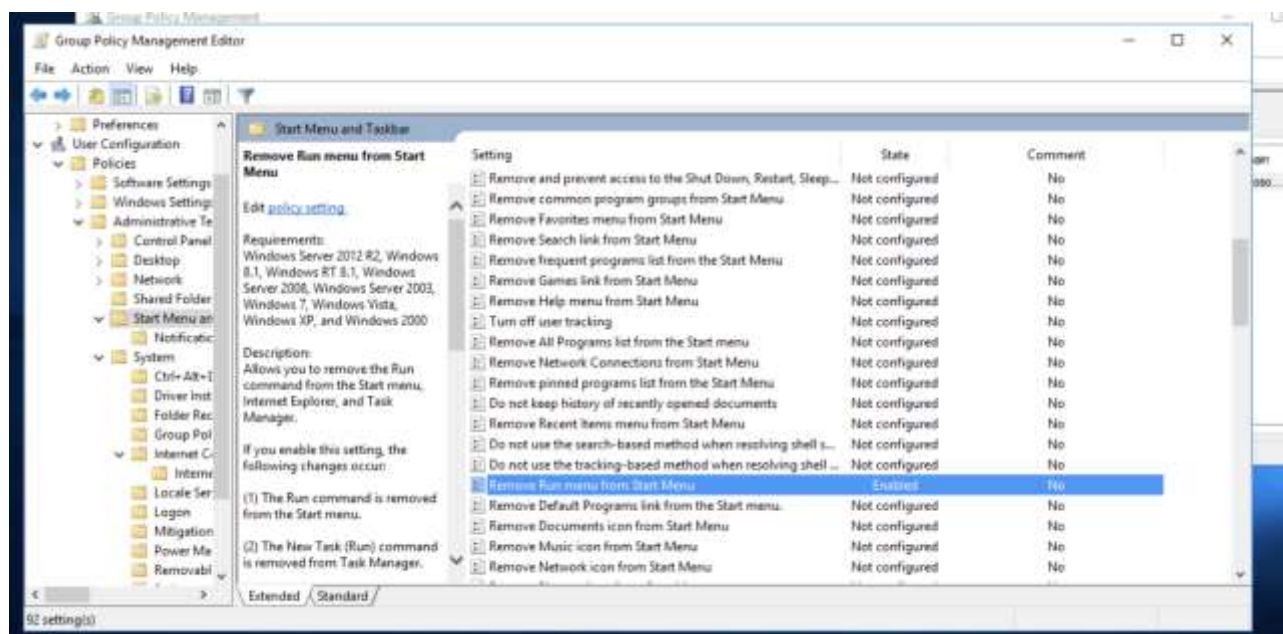 Group Policy Management
Group Policy Management Editor
File Action View Help
Preferences
User Configuration
Policies
Software Settings
Windows Setting
Administrative Te
Control Panel
Desktop
Network
Shared Folder
Start Menu an
Notificatic
System
Ctrl+Alt+D
Driver Inst
Folder Rec
Group Pol
Internet C
Interne
Locale Ser
Logon
Mitigation
Power Ma
Removabl
Start Menu and Taskbar
Remove Run menu from Start
Menu
Edit policy setting
Requirements:
Windows Server 2012 R2, Windows
8.1, Windows RT 8.1, Windows
Server 2008, Windows Server 2003,
Windows 7, Windows Vista,
Windows XP, and Windows 2000
Description:
Allows you to remove the Run
command from the Start menu,
Internet Explorer, and Task
Manager.
If you enable this setting, the
following changes occur:
(1) The Run command is removed
from the Start menu.
(2) The New Task (Run) command
is removed from Task Manager.
Setting State Comment
Remove and prevent access to the Shut Down, Restart, Sleep... Not configured No
Remove common program groups from Start Menu Not configured No
Remove Favorites menu from Start Menu Not configured No
Remove Search link from Start Menu Not configured No
Remove frequent programs list from the Start Menu Not configured No
Remove Games link from Start Menu Not configured No
Remove Help menu from Start Menu Not configured No
Turn off user tracking Not configured No
Remove All Programs list from the Start menu Not configured No
Remove Network Connections from Start Menu Not configured No
Remove pinned programs list from the Start Menu Not configured No
Do not keep history of recently opened documents Not configured No
Remove Recent Items menu from Start Menu Not configured No
Do not use the search-based method when resolving shell s... Not configured No
Do not use the tracking-based method when resolving shell ... Not configured No
Remove Run menu from Start Menu Enabled No
Remove Default Programs link from the Start menu. Not configured No
Remove Documents icon from Start Menu Not configured No
Remove Music icon from Start Menu Not configured No
Remove Network icon from Start Menu Not configured No
Extended Standard
92 setting(s)